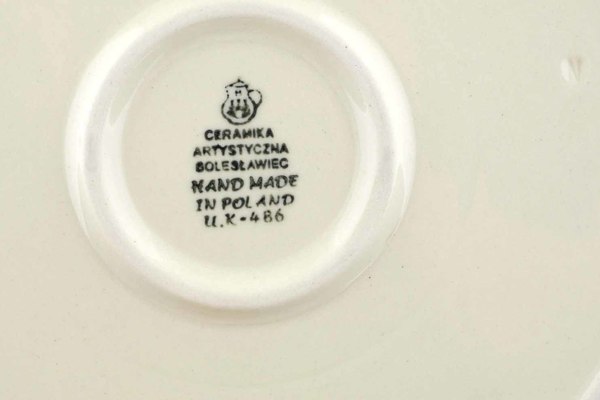 CERAMIKA
ARTYSTYCZNA
BOLESŁAWIEC
HAND MADE
IN POLAND
U.K-486